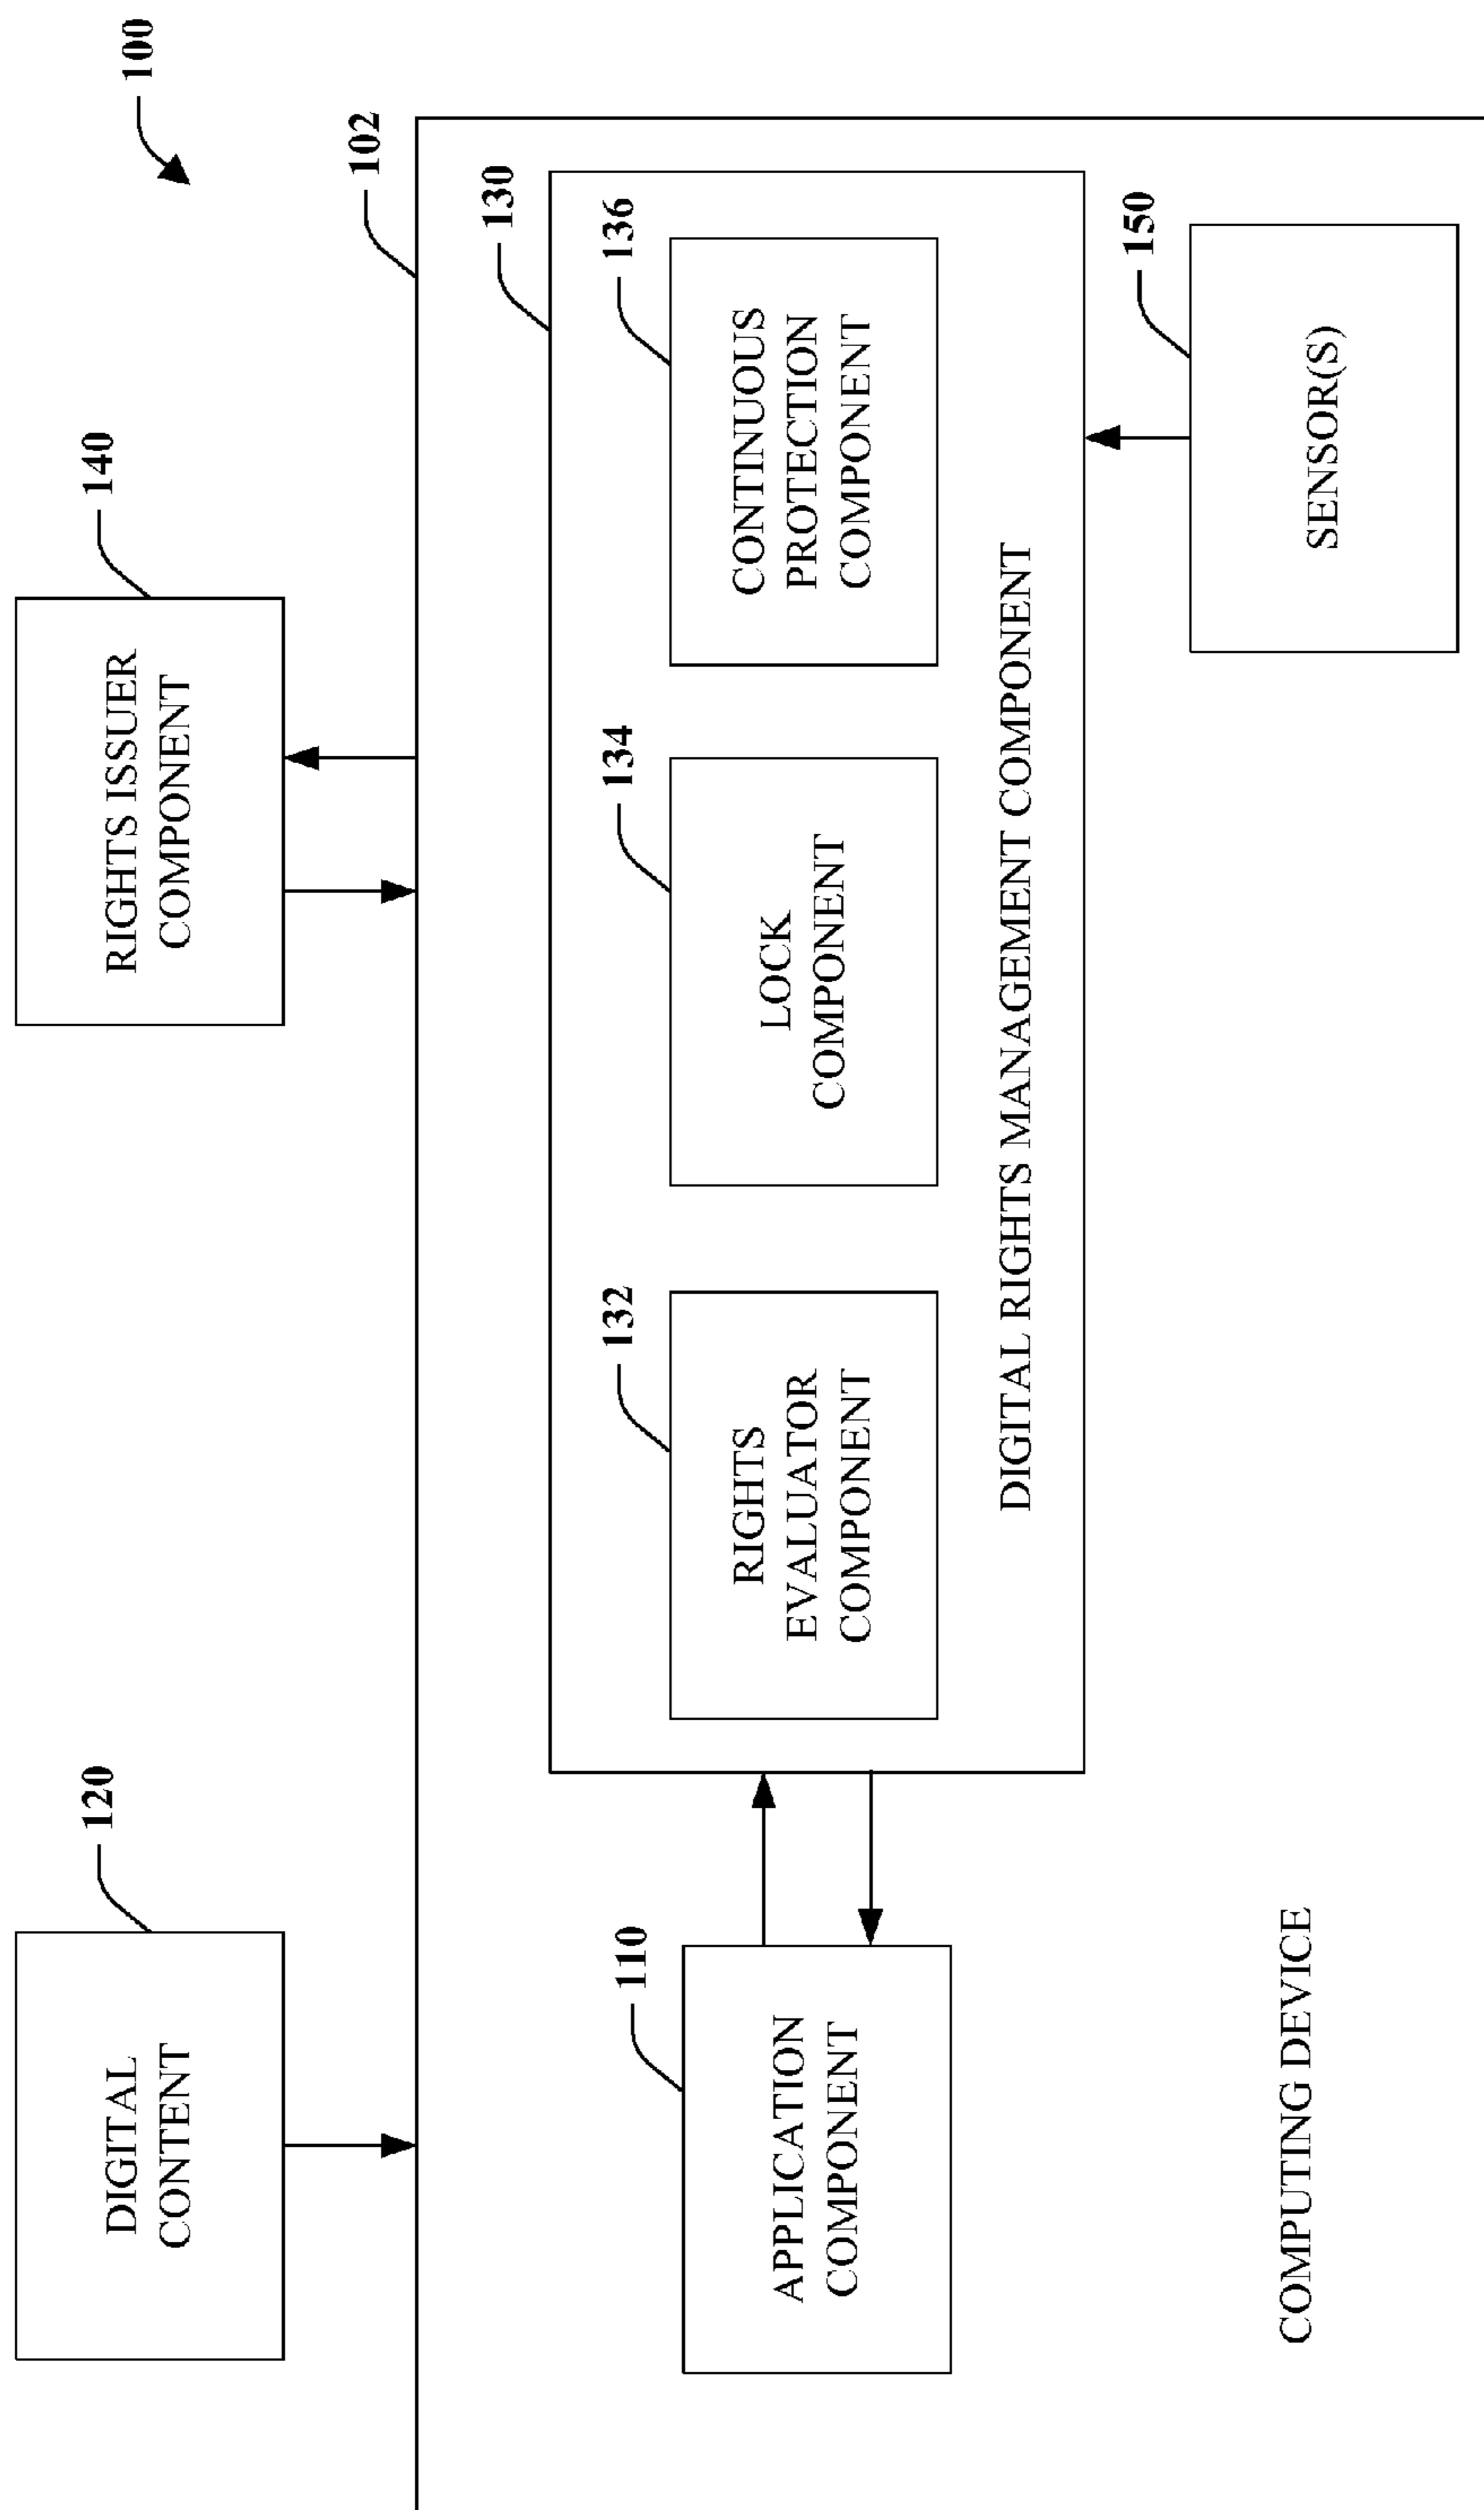 100
120
DIGITAL
CONTENT
140
RIGHTS ISSUER
COMPONENT
102
130
110
APPLICATION
COMPONENT
132
RIGHTS
EVALUATOR
COMPONENT
134
LOCK
COMPONENT
136
CONTINUOUS
PROTECTION
COMPONENT
DIGITAL RIGHTS MANAGEMENT COMPONENT
150
SENSOR(S)
COMPUTING DEVICE